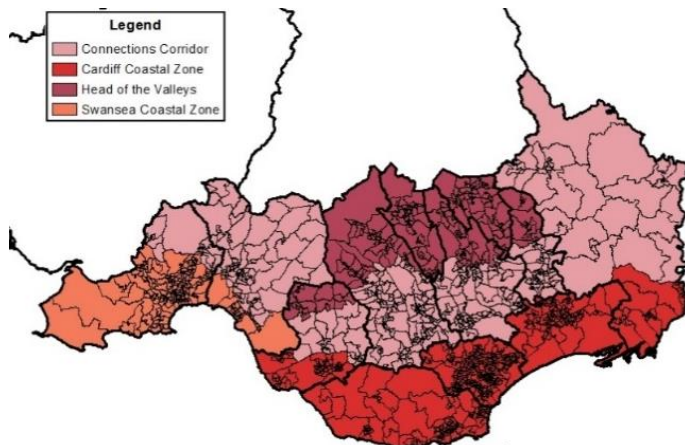 Legend
Connections Corridor
Cardiff Coastal Zone
Head of the Valleys
Swansea Coastal Zone